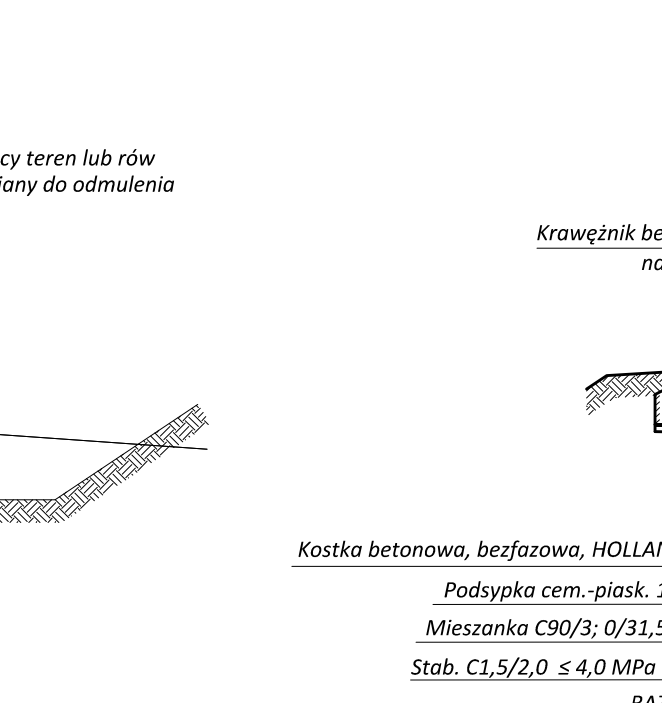 cy teren lub rów
iany do odmulenia
Krawężnik be
na
Kostka betonowa, bezfazowa, HOLLAN
Podsypka cem.-piask. 1
Mieszanka C90/3; 0/31,5
Stab. C1,5/2,0 ≤ 4,0 MPa